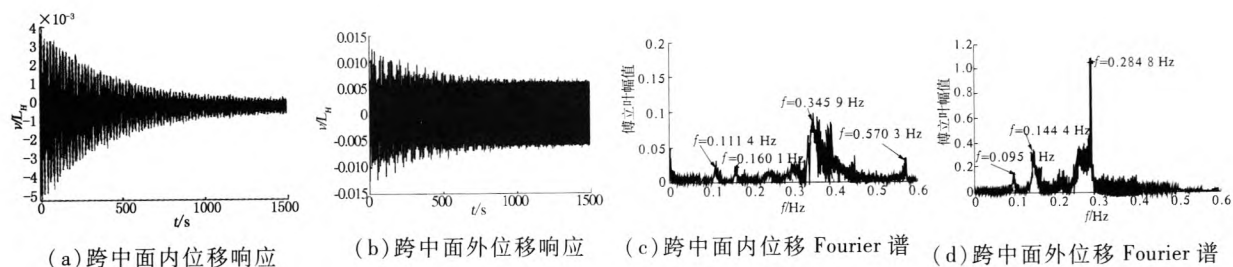 ×10⁻³
4
3
2
1
0
−1
−2
−3
−4
−5
v/L_H
0 500 1000 1500
t/s
(a)跨中面内位移响应
0.015
0.010
0.005
0
-0.005
-0.010
-0.015
v/L_H
0 500 1000 1500
t/s
(b)跨中面外位移响应
0.2
0.15
0.1
0.05
0
傅立叶幅值
f=0.111 4 Hz
f=0.160 1 Hz
f=0.345 9 Hz
f=0.570 3 Hz
0 0.1 0.2 0.3 0.4 0.5 0.6
f/Hz
(c)跨中面内位移 Fourier 谱
1.2
1.0
0.8
0.6
0.4
0.2
0
傅立叶幅值
f=0.284 8 Hz
f=0.144 4 Hz
f=0.095 Hz
0 0.1 0.2 0.3 0.4 0.5 0.6
f/Hz
(d)跨中面外位移 Fourier 谱